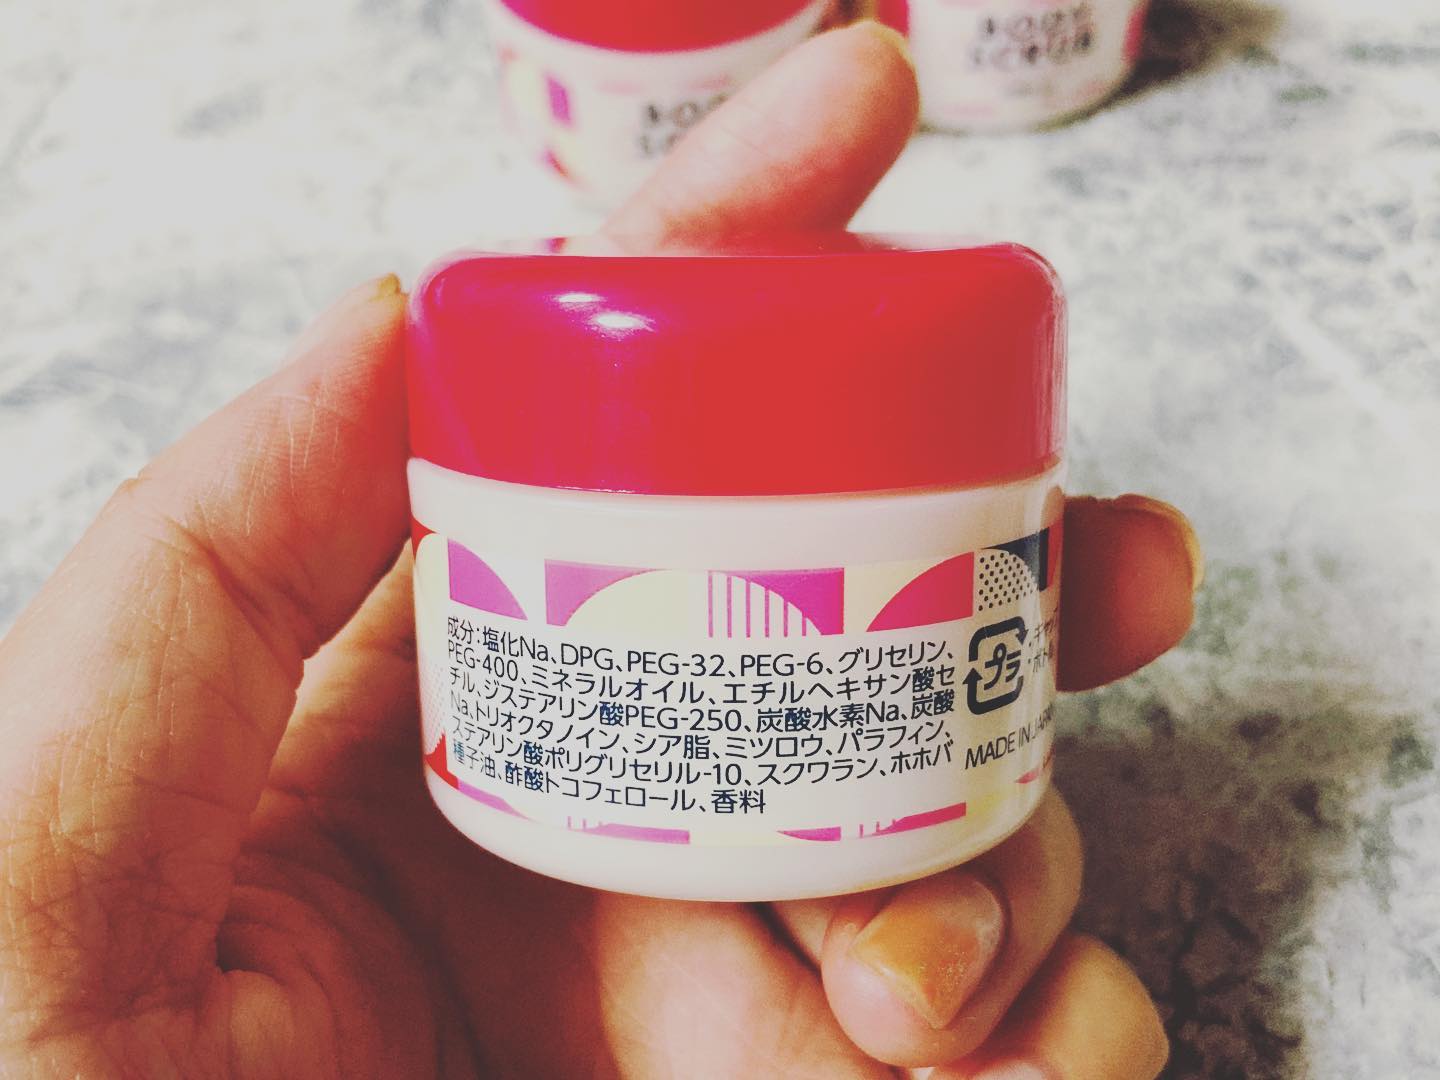 BODY
SCRUB
成分:塩化Na、DPG、PEG-32、PEG-6、グリセリン、
PEG-400、ミネラルオイル、エチルヘキサン酸セ
チル、ジステアリン酸PEG-250、炭酸水素Na、炭酸
Na、トリオクタノイン、シア脂、ミツロウ、パラフィン、
ステアリン酸ポリグリセリル-10、スクワラン、ホホバ
種子油、酢酸トコフェロール、香料
プラ
MADE IN